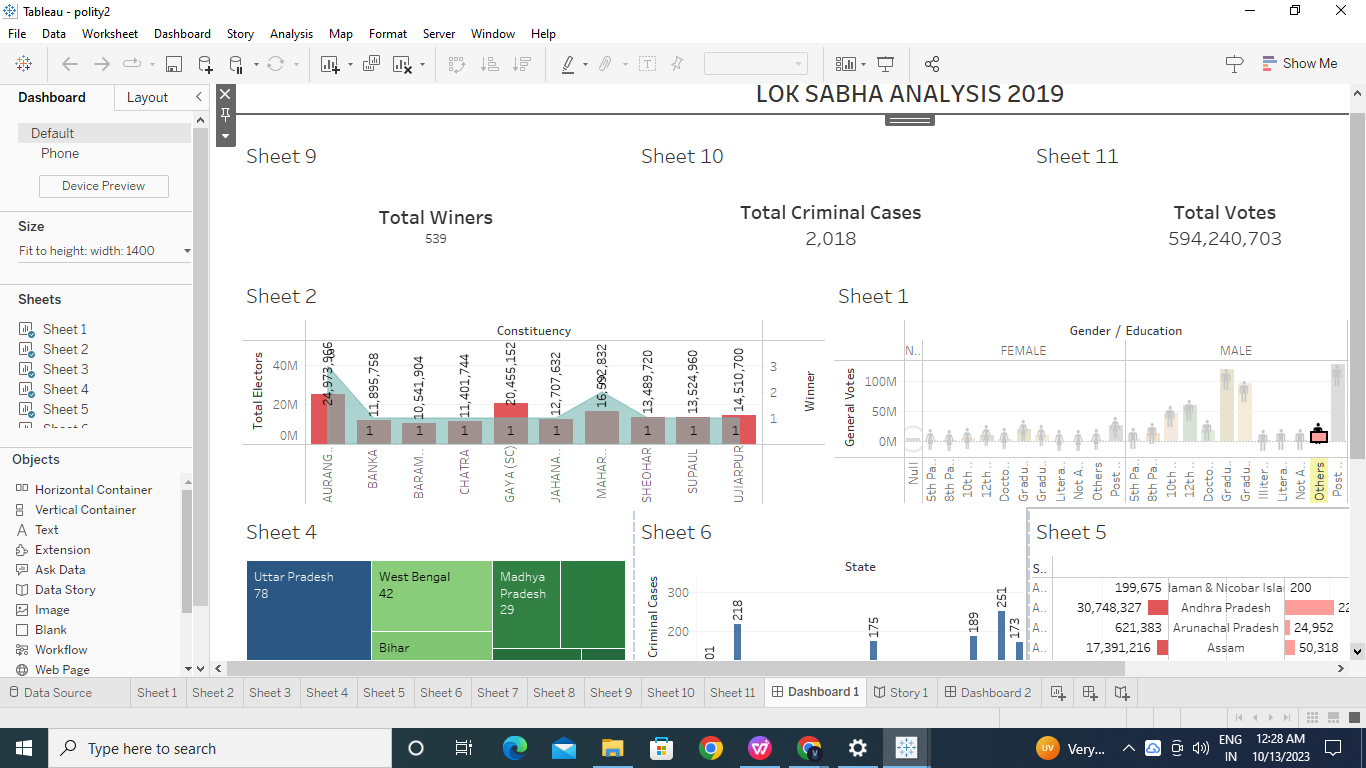 Tableau - polity2
File Data Worksheet Dashboard Story Analysis Map Format Server Window Help
Show Me
Dashboard Layout
Default
Phone
Device Preview
Size
Fit to height: width: 1400
Sheets
Sheet 1
Sheet 2
Sheet 3
Sheet 4
Sheet 5
Objects
Horizontal Container
Vertical Container
Text
Extension
Ask Data
Data Story
Image
Blank
Workflow
Web Page
LOK SABHA ANALYSIS 2019
Sheet 9
Total Winers
539
Sheet 10
Total Criminal Cases
2,018
Sheet 11
Total Votes
594,240,703
Sheet 2
Constituency
Total Electors
40M
20M
0M
24,973,966
11,895,758
10,541,904
11,401,744
20,455,152
12,707,632
16,592,832
13,489,720
13,524,960
14,510,700
1 1 1 1 1 1 1 1 1
3
2
1
Winner
AURANG..
BANKA
BARAM..
CHATRA
GAYA (SC)
JAHANA..
MAHAR..
SHEOHAR
SUPAUL
UJIARPUR
Sheet 1
Gender / Education
N.. FEMALE MALE
General Votes
100M
50M
0M
Null
5th Pa..
8th Pa..
10th ..
12th ..
Docto..
Gradu..
Gradu..
Litera..
Not A..
Others
Post ..
5th Pa..
8th Pa..
10th ..
12th ..
Docto..
Gradu..
Gradu..
Illiter..
Litera..
Not A..
Others
Post ..
Sheet 4
Uttar Pradesh
78
West Bengal
42
Bihar
Madhya
Pradesh
29
Sheet 6
State
Criminal Cases
300
200
01
218
175
189
251
173
Sheet 5
S..
A.. 199,675 laman & Nicobar Isla 200
A.. 30,748,327 Andhra Pradesh 22
A.. 621,383 Arunachal Pradesh 24,952
A.. 17,391,216 Assam 50,318
Data Source Sheet 1 Sheet 2 Sheet 3 Sheet 4 Sheet 5 Sheet 6 Sheet 7 Sheet 8 Sheet 9 Sheet 10 Sheet 11 Dashboard 1 Story 1 Dashboard 2
Type here to search
UV
Very...
ENG
IN
12:28 AM
10/13/2023